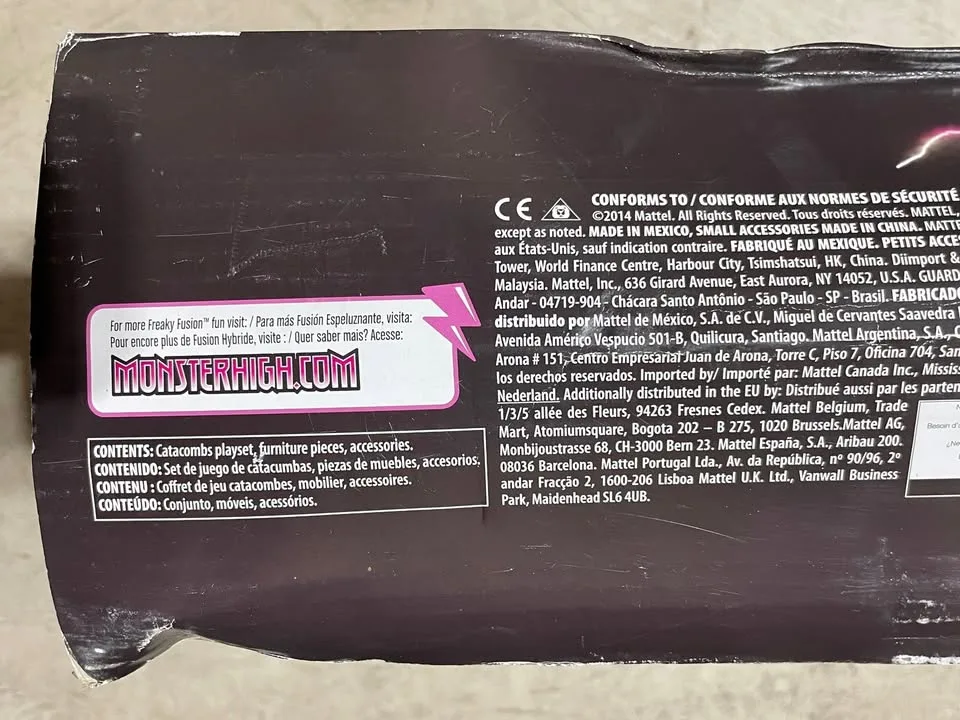 For more Freaky Fusion™ fun visit: / Para más Fusión Espeluznante, visita:
Pour encore plus de Fusion Hybride, visite : / Quer saber mais? Acesse:
MONSTERHIGH.COM
CONTENTS: Catacombs playset, furniture pieces, accessories.
CONTENIDO: Set de juego de catacumbas, piezas de muebles, accesorios.
CONTENU : Coffret de jeu catacombes, mobilier, accessoires.
CONTEÚDO: Conjunto, móveis, acessórios.
CE
CONFORMS TO / CONFORME AUX NORMES DE SÉCURITÉ
©2014 Mattel. All Rights Reserved. Tous droits réservés. MATTEL,
except as noted. MADE IN MEXICO, SMALL ACCESSORIES MADE IN CHINA. MATTE
aux États-Unis, sauf indication contraire. FABRIQUÉ AU MEXIQUE. PETITS ACCE
Tower, World Finance Centre, Harbour City, Tsimshatsui, HK, China. Diimport &
Malaysia. Mattel, Inc., 636 Girard Avenue, East Aurora, NY 14052, U.S.A. GUARD
Andar - 04719-904 - Chácara Santo Antônio - São Paulo - SP - Brasil. FABRICADO
distribuido por Mattel de México, S.A. de C.V., Miguel de Cervantes Saavedra
Avenida Américo Vespucio 501-B, Quilicura, Santiago. Mattel Argentina, S.A., C
Arona # 151, Centro Empresarial Juan de Arona, Torre C, Piso 7, Oficina 704, San
los derechos reservados. Imported by/ Importé par: Mattel Canada Inc., Missis
Nederland. Additionally distributed in the EU by: Distribué aussi par les parten
1/3/5 allée des Fleurs, 94263 Fresnes Cedex. Mattel Belgium, Trade
Mart, Atomiumsquare, Bogota 202 – B 275, 1020 Brussels.Mattel AG,
Monbijoustrasse 68, CH-3000 Bern 23. Mattel España, S.A., Aribau 200.
08036 Barcelona. Mattel Portugal Lda., Av. da República, nº 90/96, 2º
andar Fracção 2, 1600-206 Lisboa Mattel U.K. Ltd., Vanwall Business
Park, Maidenhead SL6 4UB.
N
Besoin d'
¿Ne